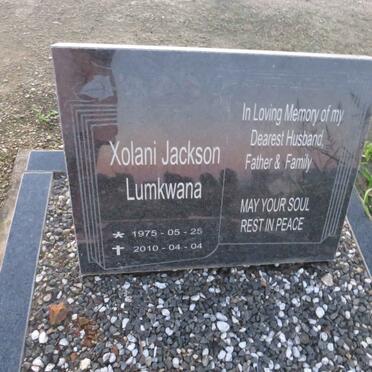 Xolani Jackson
Lumkwana
* 1975 - 05 - 25
✝ 2010 - 04 - 04
In Loving Memory of my
Dearest Husband,
Father & Family
MAY YOUR SOUL
REST IN PEACE